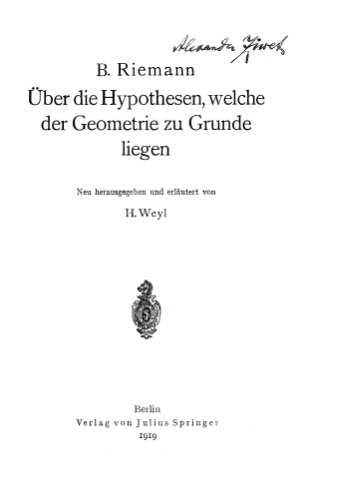 Alexander Ziwet
B. Riemann
Über die Hypothesen, welche
der Geometrie zu Grunde
liegen
Neu herausgegeben und erläutert von
H. Weyl
Berlin
Verlag von Julius Springer
1919